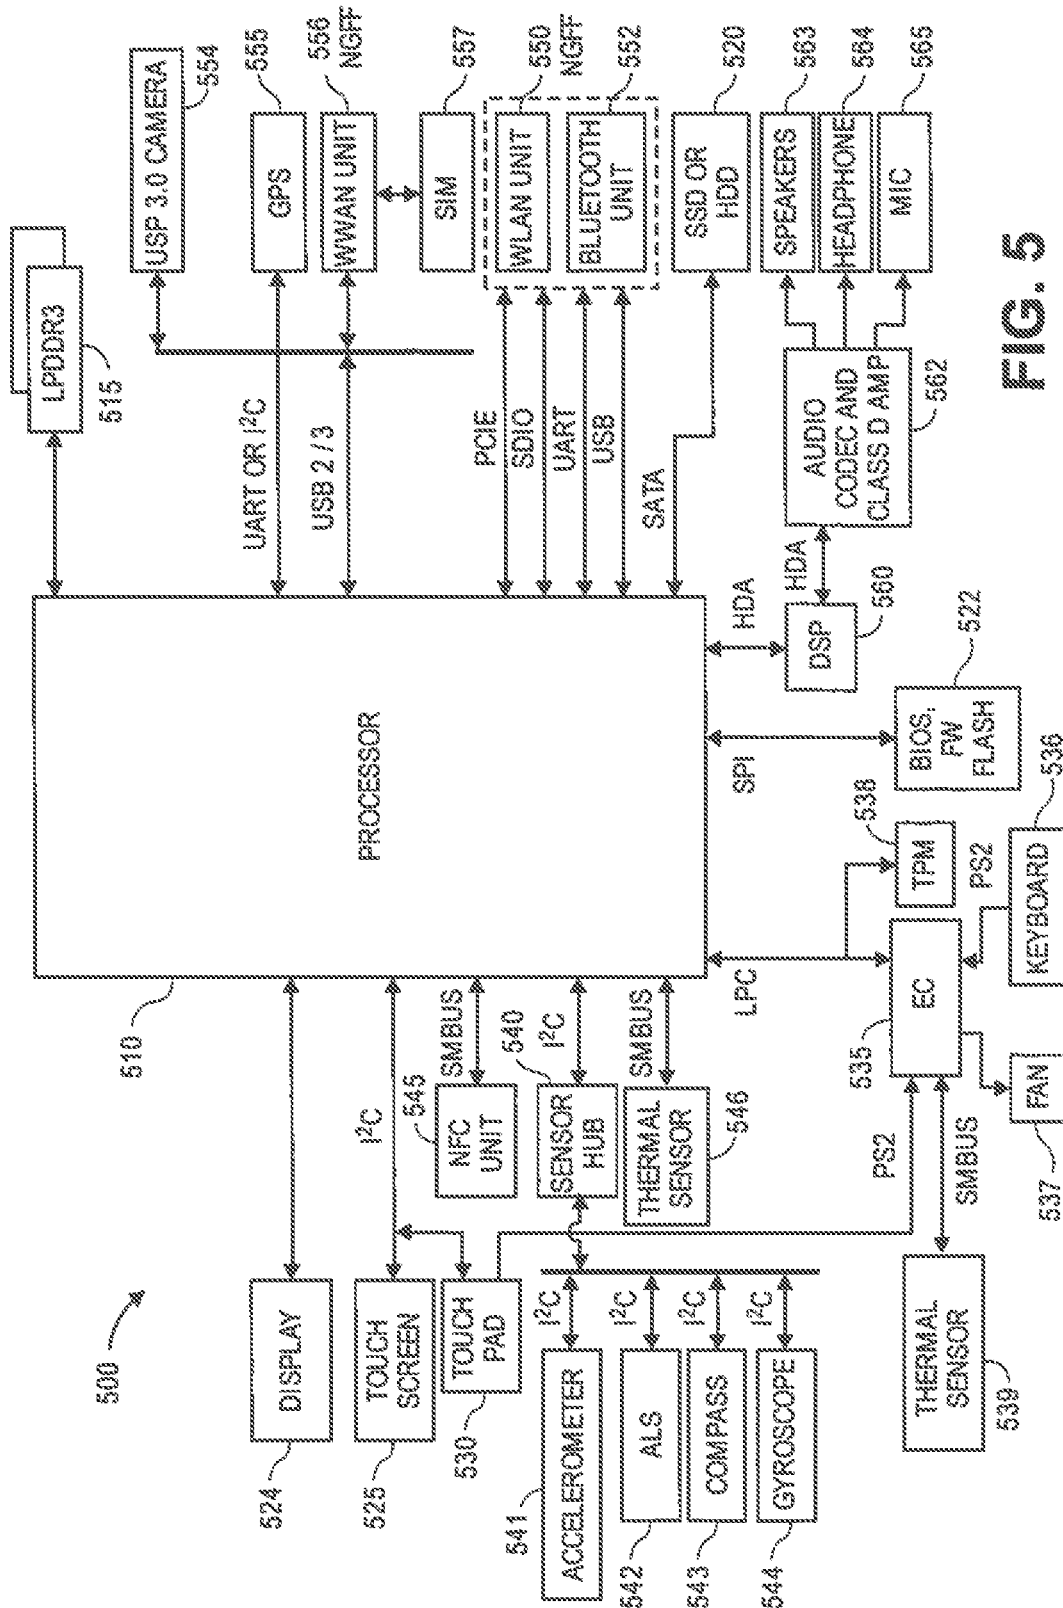 500
524
DISPLAY
525
TOUCH
SCREEN
530
TOUCH
PAD
I²C
541
ACCELEROMETER
I²C
542
ALS
I²C
543
COMPASS
I²C
544
GYROSCOPE
I²C
539
THERMAL
SENSOR
SMBUS
PS2
545
NFC
UNIT
SMBUS
540
SENSOR
HUB
I²C
546
THERMAL
SENSOR
SMBUS
510
PROCESSOR
LPC
535
EC
537
FAN
536
KEYBOARD
PS2
538
TPM
SPI
522
BIOS,
FW
FLASH
HDA
560
DSP
HDA
562
AUDIO
CODEC AND
CLASS D AMP
515
LPDDR3
UART OR I²C
USB 2 / 3
PCIE
SDIO
UART
USB
SATA
USP 3.0 CAMERA
554
GPS
555
WWAN UNIT
556
NGFF
SIM
557
WLAN UNIT
550
NGFF
BLUETOOTH
UNIT
552
SSD OR
HDD
520
SPEAKERS
563
HEADPHONE
564
MIC
565
FIG. 5